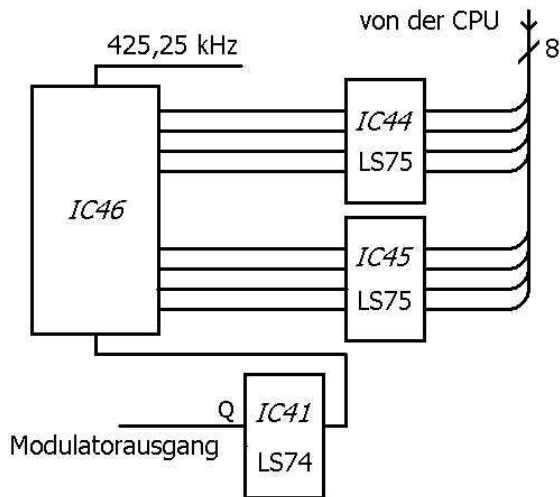 von der CPU
425,25 kHz
8
IC44
LS75
IC46
IC45
LS75
Q
IC41
Modulatorausgang
LS74